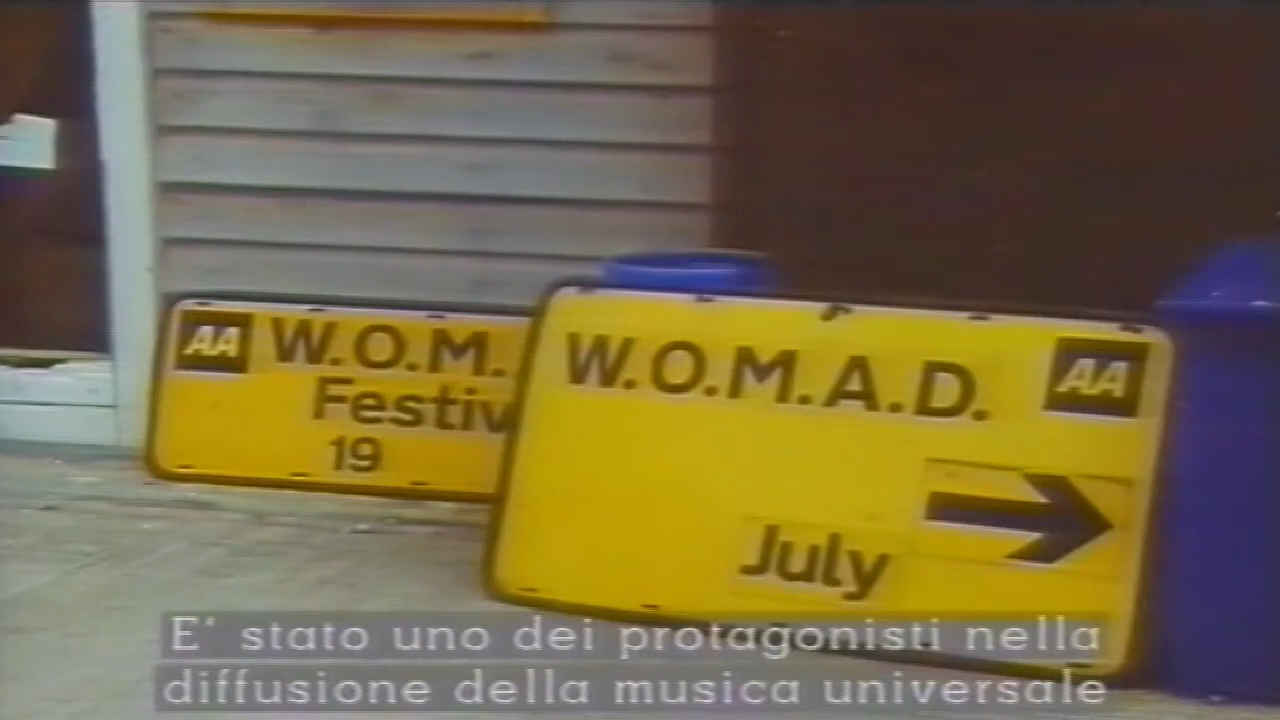 AA W.O.M.
Festiv
19
W.O.M.A.D. AA
July
E' stato uno dei protagonisti nella
diffusione della musica universale